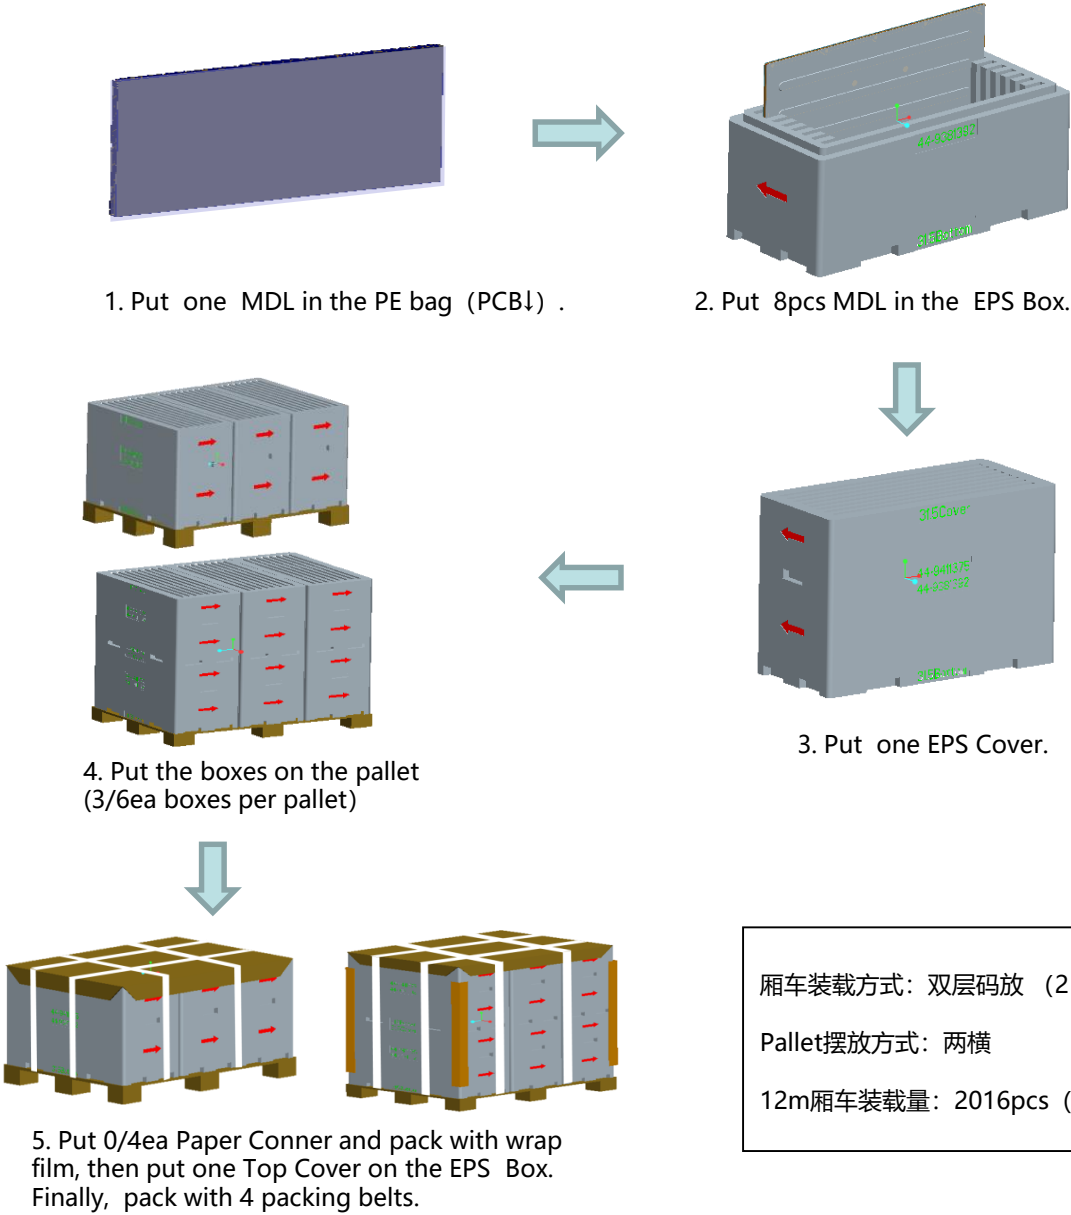 1. Put one MDL in the PE bag（PCB↓）.
2. Put 8pcs MDL in the EPS Box.
3. Put one EPS Cover.
4. Put the boxes on the pallet
(3/6ea boxes per pallet)
5. Put 0/4ea Paper Conner and pack with wrap
film, then put one Top Cover on the EPS Box.
Finally, pack with 4 packing belts.
厢车装载方式：双层码放 （2
Pallet摆放方式：两横
12m厢车装载量：2016pcs（